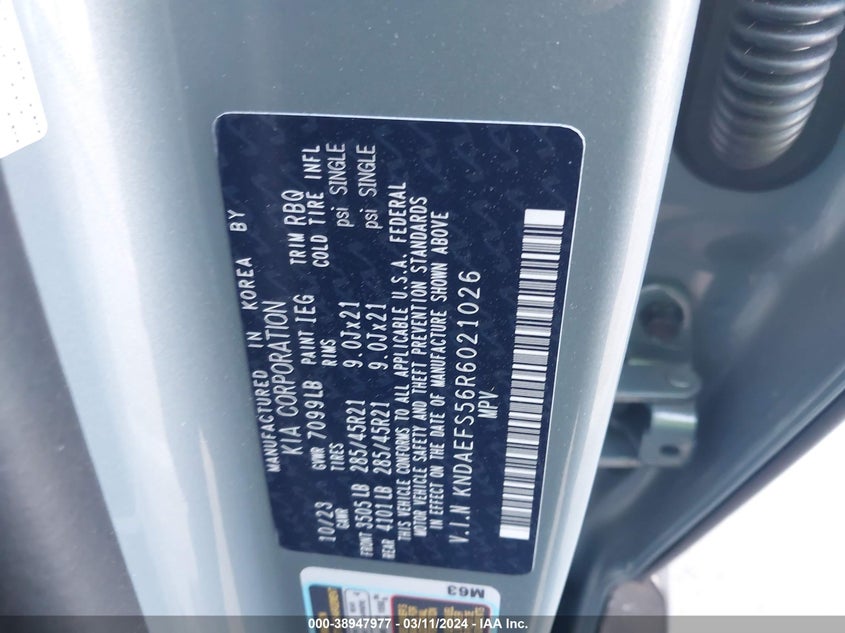 MANUFACTURED IN KOREA BY
KIA CORPORATION
10/23 GVWR 7099LB PAINT IEG TRIM RBQ
GAWR TIRES RIMS COLD TIRE INFL
FRONT 3505LB 285/45R21 9.0Jx21 psi SINGLE
REAR 4101LB 285/45R21 9.0Jx21 psi SINGLE
THIS VEHICLE CONFORMS TO ALL APPLICABLE U.S.A. FEDERAL
MOTOR VEHICLE SAFETY AND THEFT PREVENTION STANDARDS
IN EFFECT ON THE DATE OF MANUFACTURE SHOWN ABOVE
V.I.N KNDAEFS56R6021026
MPV
M63
000-38947977 - 03/11/2024 - IAA Inc.